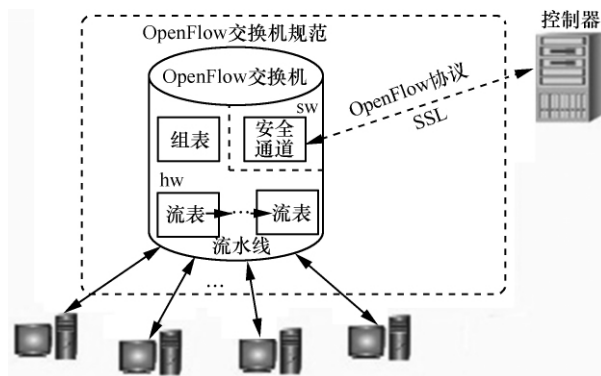 控制器
OpenFlow交换机规范
OpenFlow交换机
OpenFlow协议
SSL
sw
组表
安全
通道
hw
流表
…
流表
流水线
…